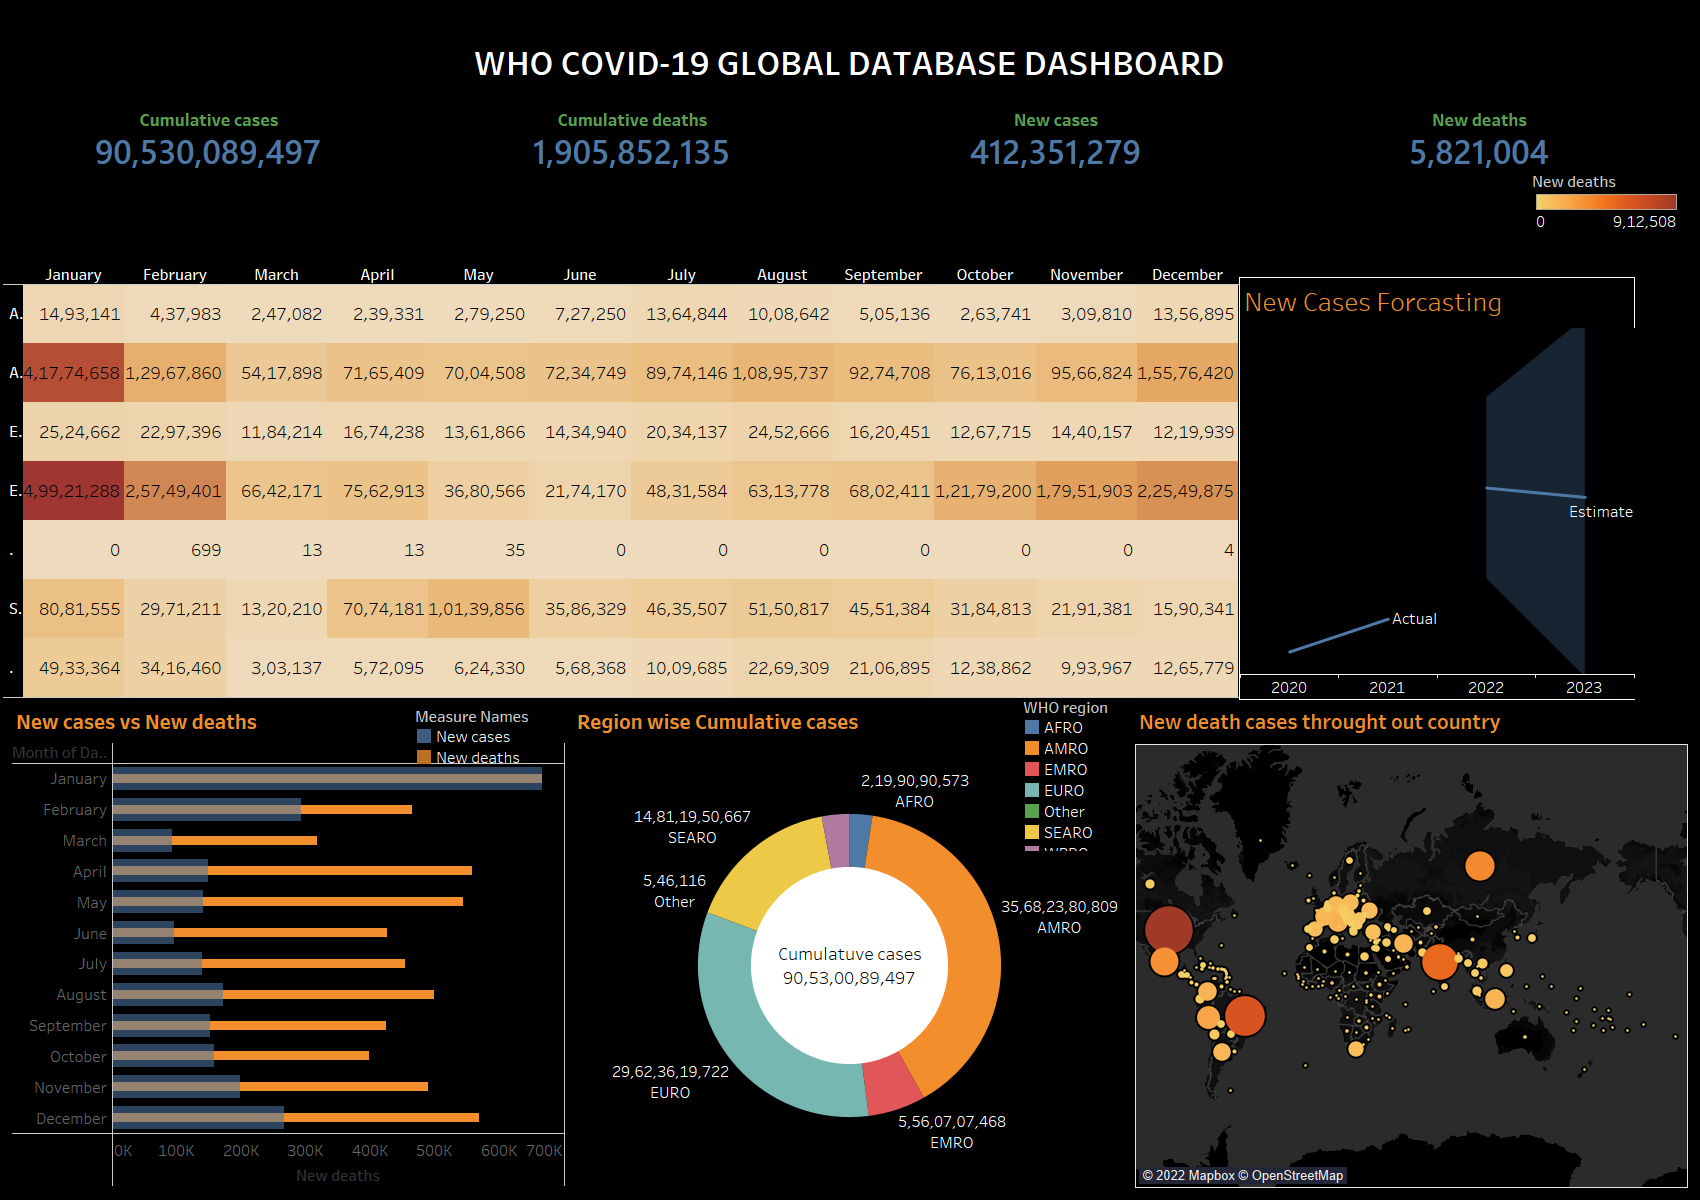 WHO COVID-19 GLOBAL DATABASE DASHBOARD
Cumulative cases
90,530,089,497
Cumulative deaths
1,905,852,135
New cases
412,351,279
New deaths
5,821,004
New deaths
0 9,12,508
January February March April May June July August September October November December
A. 14,93,141 4,37,983 2,47,082 2,39,331 2,79,250 7,27,250 13,64,844 10,08,642 5,05,136 2,63,741 3,09,810 13,56,895
A. 4,17,74,658 1,29,67,860 54,17,898 71,65,409 70,04,508 72,34,749 89,74,146 1,08,95,737 92,74,708 76,13,016 95,66,824 1,55,76,420
E. 25,24,662 22,97,396 11,84,214 16,74,238 13,61,866 14,34,940 20,34,137 24,52,666 16,20,451 12,67,715 14,40,157 12,19,939
E. 4,99,21,288 2,57,49,401 66,42,171 75,62,913 36,80,566 21,74,170 48,31,584 63,13,778 68,02,411 1,21,79,200 1,79,51,903 2,25,49,875
. 0 699 13 13 35 0 0 0 0 0 0 4
S. 80,81,555 29,71,211 13,20,210 70,74,181 1,01,39,856 35,86,329 46,35,507 51,50,817 45,51,384 31,84,813 21,91,381 15,90,341
. 49,33,364 34,16,460 3,03,137 5,72,095 6,24,330 5,68,368 10,09,685 22,69,309 21,06,895 12,38,862 9,93,967 12,65,779
New Cases Forcasting
Estimate
Actual
2020 2021 2022 2023
New cases vs New deaths
Measure Names
New cases
New deaths
Month of Da..
January
February
March
April
May
June
July
August
September
October
November
December
0K 100K 200K 300K 400K 500K 600K 700K
New deaths
Region wise Cumulative cases
WHO region
AFRO
AMRO
EMRO
EURO
Other
SEARO
WPRO
2,19,90,90,573
AFRO
14,81,19,50,667
SEARO
5,46,116
Other
35,68,23,80,809
AMRO
Cumulatuve cases
90,53,00,89,497
29,62,36,19,722
EURO
5,56,07,07,468
EMRO
New death cases throught out country
© 2022 Mapbox © OpenStreetMap